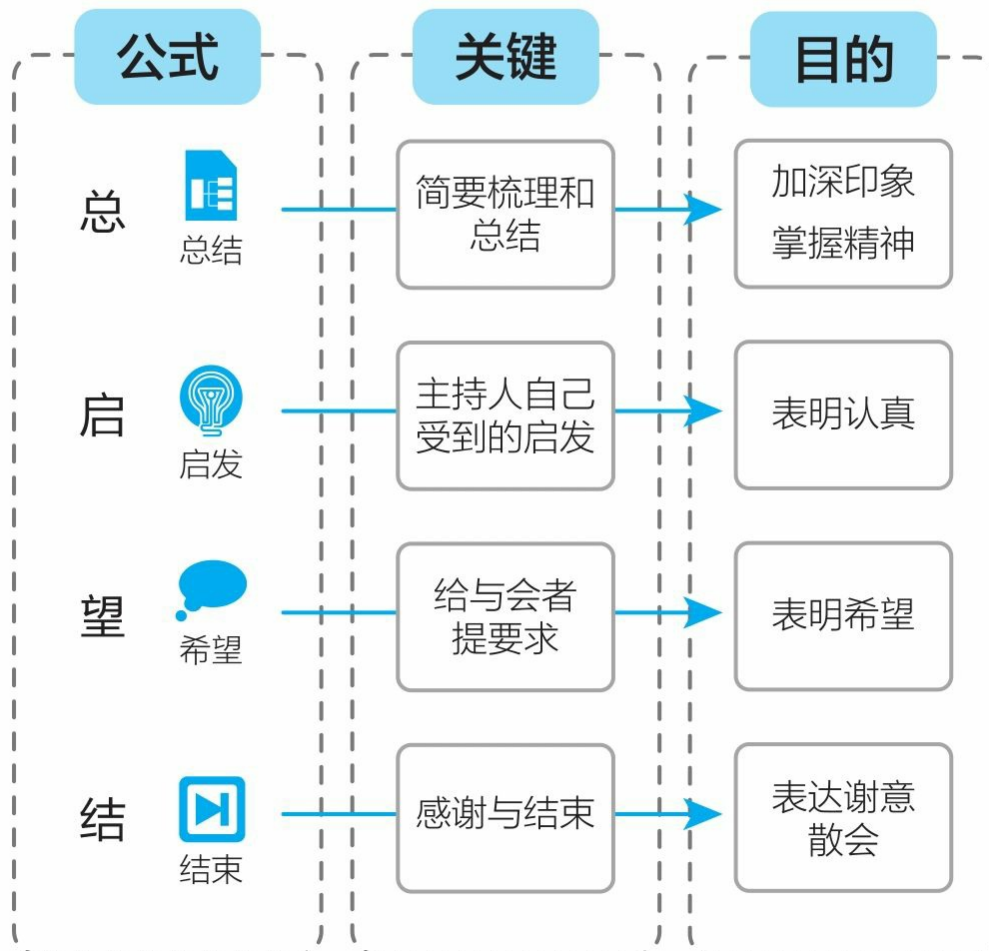 公式
关键
目的
总
总结
简要梳理和
总结
加深印象
掌握精神
启
启发
主持人自己
受到的启发
表明认真
望
希望
给与会者
提要求
表明希望
结
结束
感谢与结束
表达谢意
散会